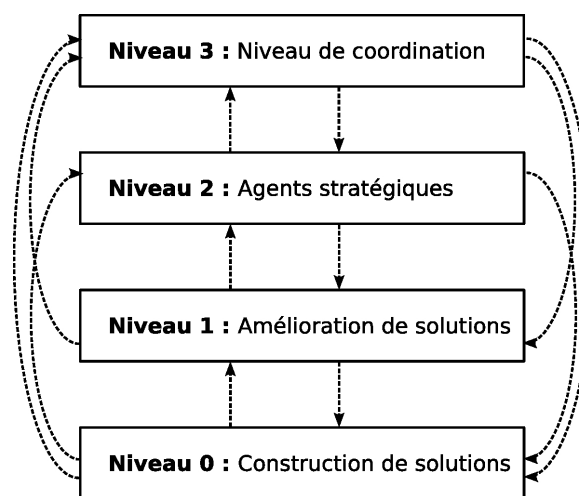 Niveau 3 : Niveau de coordination
Niveau 2 : Agents stratégiques
Niveau 1 : Amélioration de solutions
Niveau 0 : Construction de solutions